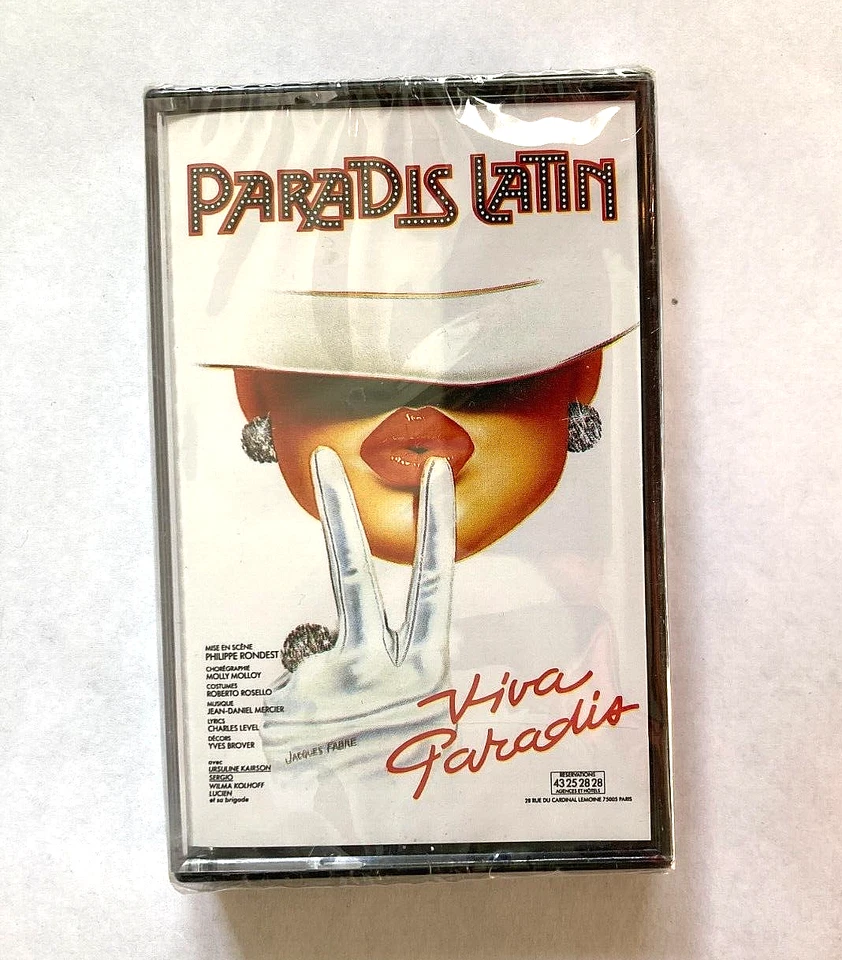 PARADIS LATIN
MISE EN SCÈNE
PHILIPPE RONDEST
CHORÉGRAPHIE
MOLLY MOLLOY
COSTUMES
ROBERTO ROSELLO
MUSIQUE
JEAN-DANIEL MERCIER
LYRICS
CHARLES LEVEL
DÉCORS
YVES BROVER
avec
URSULINE KAIRSON
SERGIO
WILMA KOLHOFF
LUCIEN
et sa brigade
JACQUES FABRE
Viva
Paradis
RESERVATIONS
43 25 28 28
AGENCES ET HÔTELS
28 RUE DU CARDINAL LEMOINE 75005 PARIS